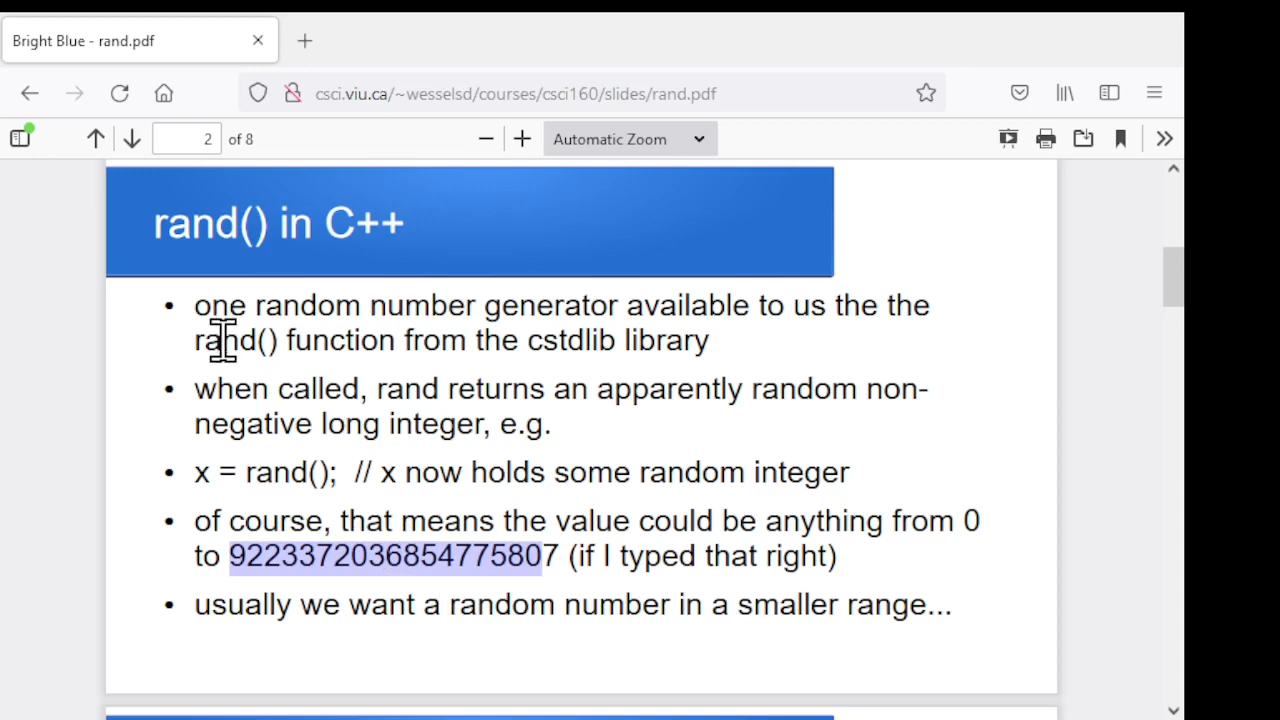 Bright Blue - rand.pdf
csci.viu.ca/~wesselsd/courses/csci160/slides/rand.pdf
2 of 8
Automatic Zoom
rand() in C++
• one random number generator available to us the the
rand() function from the cstdlib library
• when called, rand returns an apparently random non-
negative long integer, e.g.
• x = rand(); // x now holds some random integer
• of course, that means the value could be anything from 0
to 9223372036854775807 (if I typed that right)
• usually we want a random number in a smaller range...